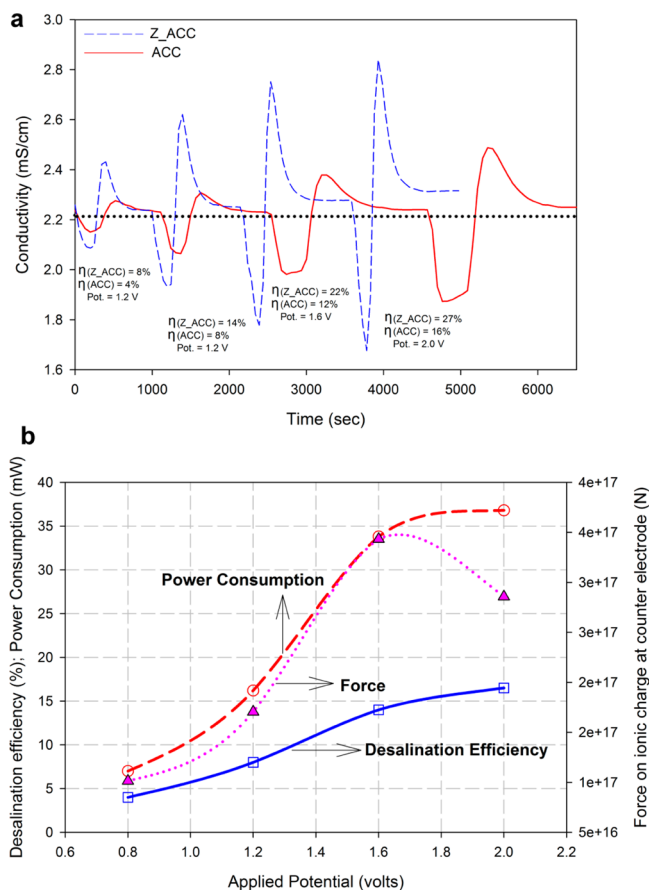 a
3.0
2.8
2.6
2.4
2.2
2.0
1.8
1.6
Conductivity (mS/cm)
Z_ACC
ACC
η(Z_ACC) = 8%
η(ACC) = 4%
Pot. = 1.2 V
η(Z_ACC) = 14%
η(ACC) = 8%
Pot. = 1.2 V
η(Z_ACC) = 22%
η(ACC) = 12%
Pot. = 1.6 V
η(Z_ACC) = 27%
η(ACC) = 16%
Pot. = 2.0 V
0 1000 2000 3000 4000 5000 6000
Time (sec)
b
Desalination efficiency (%); Power Consumption (mW)
40
35
30
25
20
15
10
5
0
Power Consumption
Force
Desalination Efficiency
4e+17
4e+17
3e+17
3e+17
2e+17
2e+17
1e+17
5e+16
Force on ionic charge at counter electrode (N)
0.6 0.8 1.0 1.2 1.4 1.6 1.8 2.0 2.2
Applied Potential (volts)